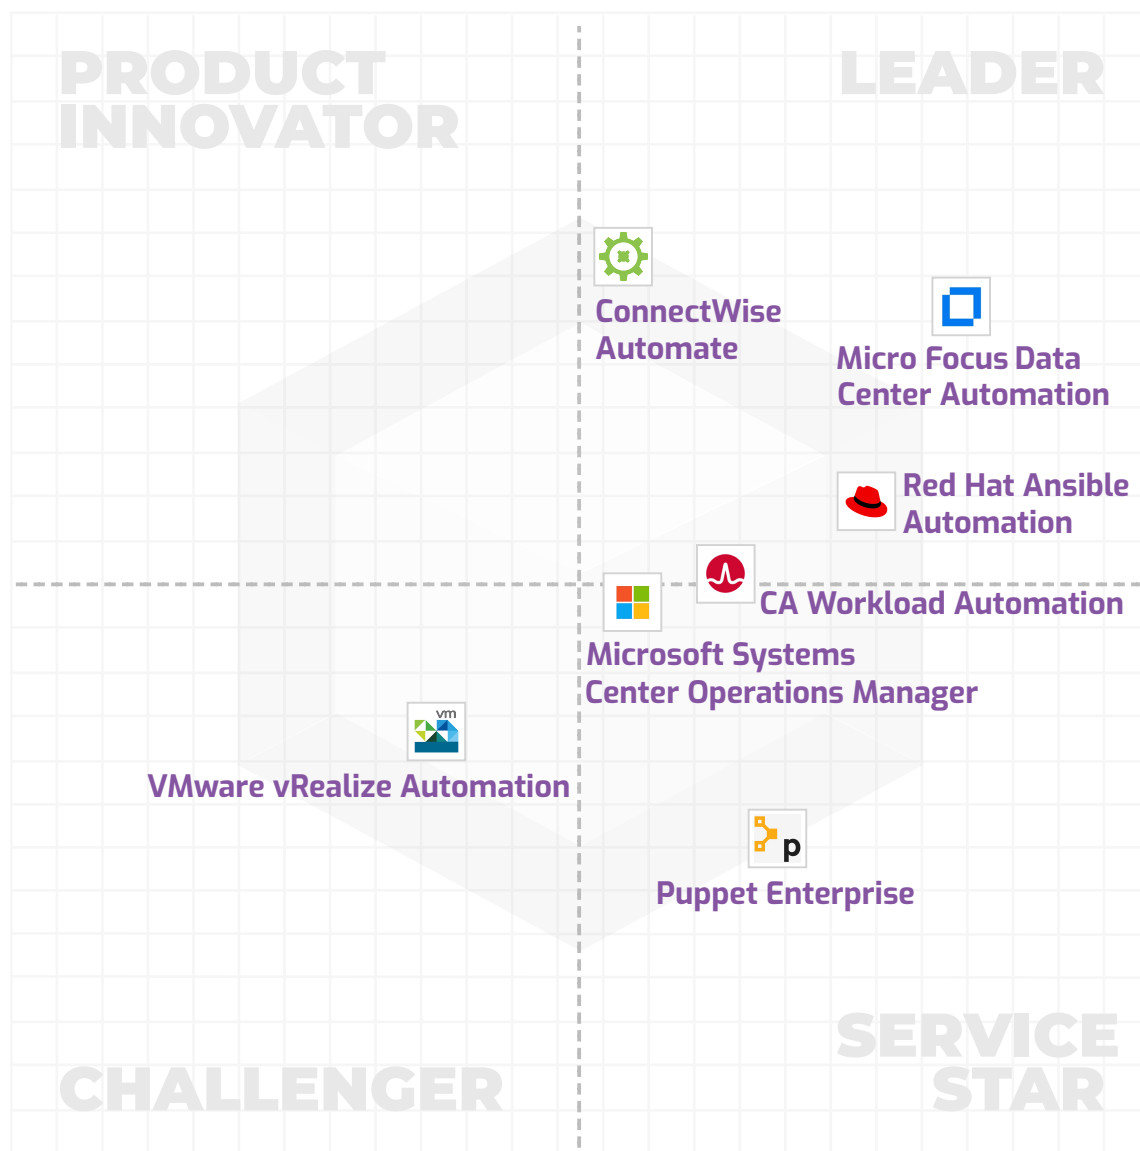 PRODUCT
INNOVATOR
LEADER
ConnectWise
Automate
Micro Focus Data
Center Automation
Red Hat Ansible
Automation
CA Workload Automation
Microsoft Systems
Center Operations Manager
vm
VMware vRealize Automation
p
Puppet Enterprise
CHALLENGER
SERVICE
STAR